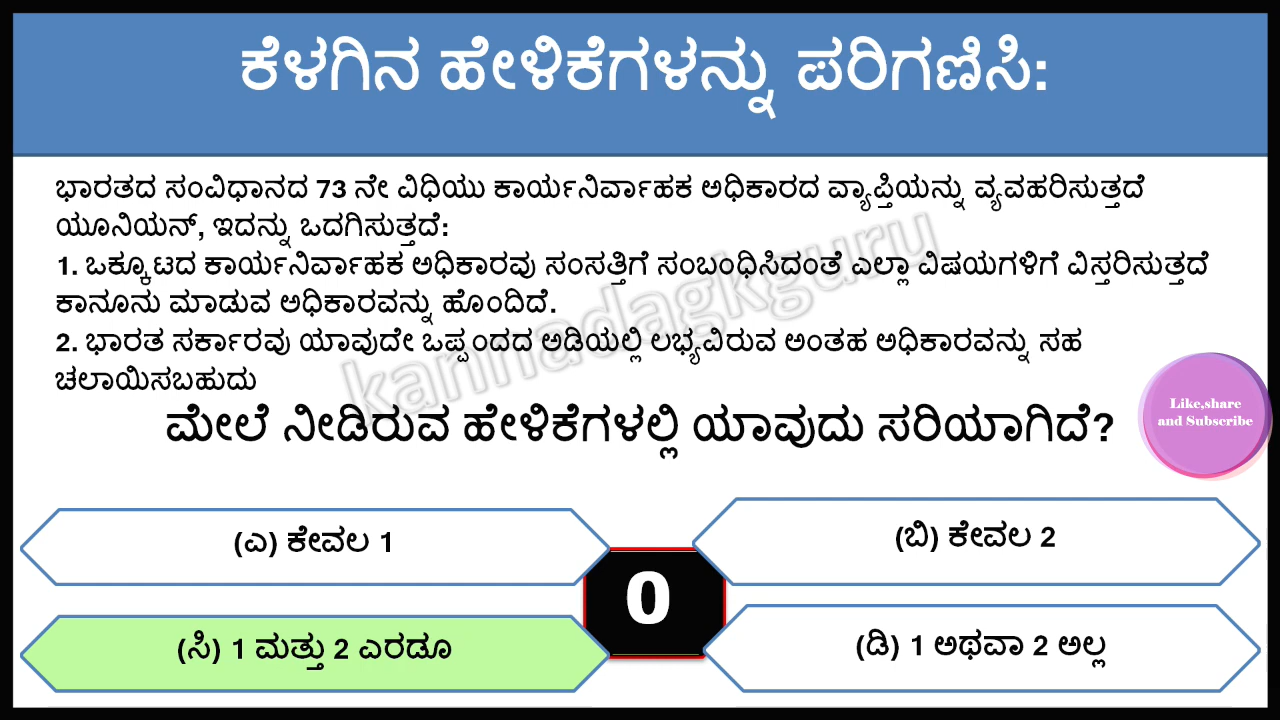 ಕೆಳಗಿನ ಹೇಳಿಕೆಗಳನ್ನು ಪರಿಗಣಿಸಿ:
ಭಾರತದ ಸಂವಿಧಾನದ 73 ನೇ ವಿಧಿಯು ಕಾರ್ಯನಿರ್ವಾಹಕ ಅಧಿಕಾರದ ವ್ಯಾಪ್ತಿಯನ್ನು ವ್ಯವಹರಿಸುತ್ತದೆ
ಯೂನಿಯನ್, ಇದನ್ನು ಒದಗಿಸುತ್ತದೆ:
1. ಒಕ್ಕೂಟದ ಕಾರ್ಯನಿರ್ವಾಹಕ ಅಧಿಕಾರವು ಸಂಸತ್ತಿಗೆ ಸಂಬಂಧಿಸಿದಂತೆ ಎಲ್ಲಾ ವಿಷಯಗಳಿಗೆ ವಿಸ್ತರಿಸುತ್ತದೆ
ಕಾನೂನು ಮಾಡುವ ಅಧಿಕಾರವನ್ನು ಹೊಂದಿದೆ.
2. ಭಾರತ ಸರ್ಕಾರವು ಯಾವುದೇ ಒಪ್ಪಂದದ ಅಡಿಯಲ್ಲಿ ಲಭ್ಯವಿರುವ ಅಂತಹ ಅಧಿಕಾರವನ್ನು ಸಹ
ಚಲಾಯಿಸಬಹುದು
kannadagkguru
ಮೇಲೆ ನೀಡಿರುವ ಹೇಳಿಕೆಗಳಲ್ಲಿ ಯಾವುದು ಸರಿಯಾಗಿದೆ?
Like,share
and Subscribe
(ಎ) ಕೇವಲ 1
(ಬಿ) ಕೇವಲ 2
0
(ಸಿ) 1 ಮತ್ತು 2 ಎರಡೂ
(ಡಿ) 1 ಅಥವಾ 2 ಅಲ್ಲ